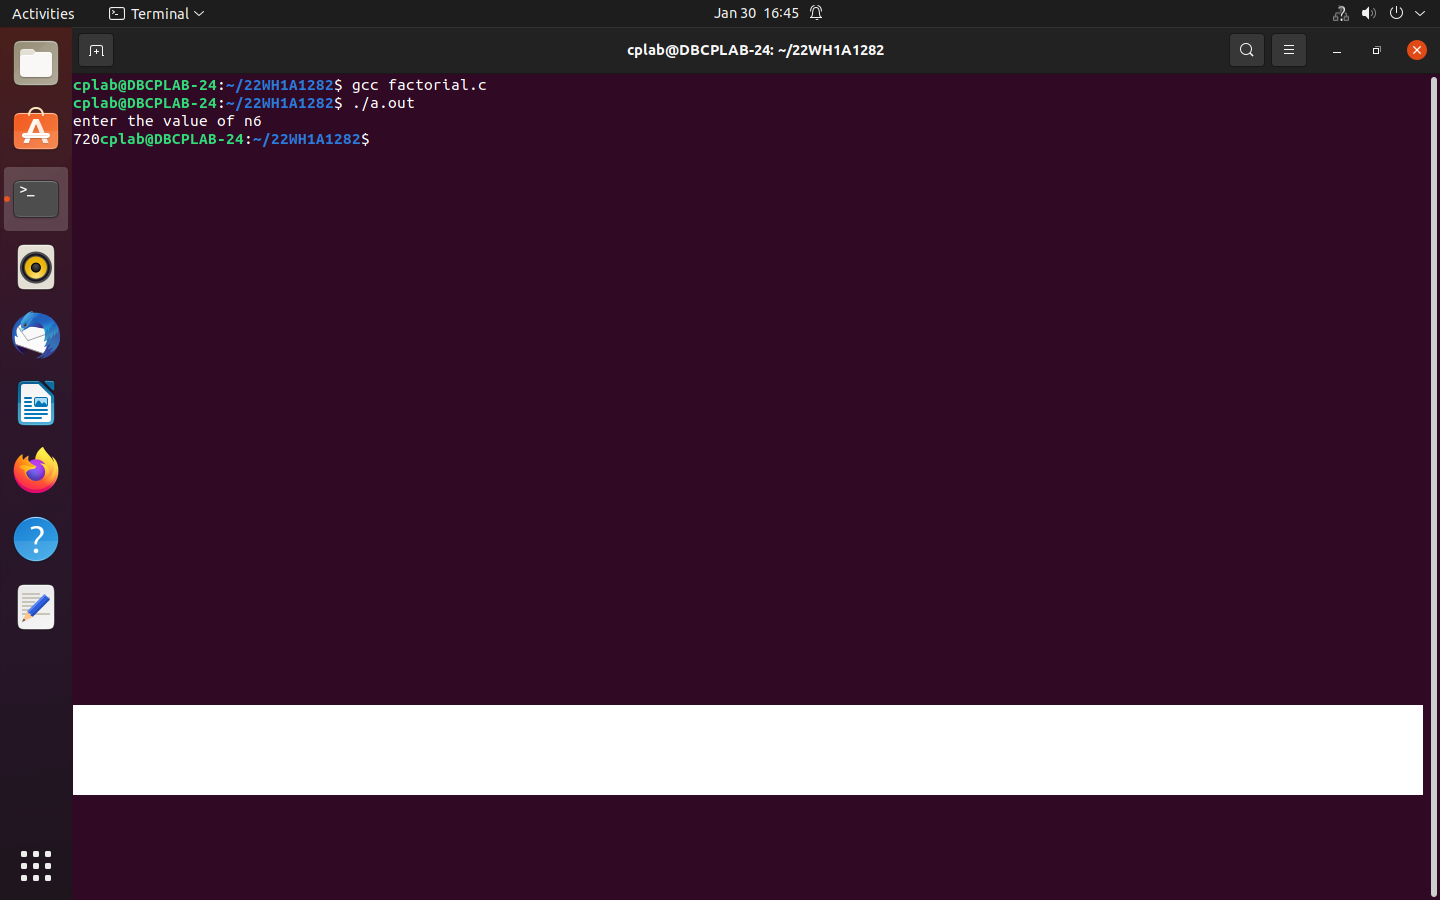 Activities
Terminal
Jan 30 16:45
cplab@DBCPLAB-24: ~/22WH1A1282
cplab@DBCPLAB-24:~/22WH1A1282$ gcc factorial.c
cplab@DBCPLAB-24:~/22WH1A1282$ ./a.out
enter the value of n6
720cplab@DBCPLAB-24:~/22WH1A1282$